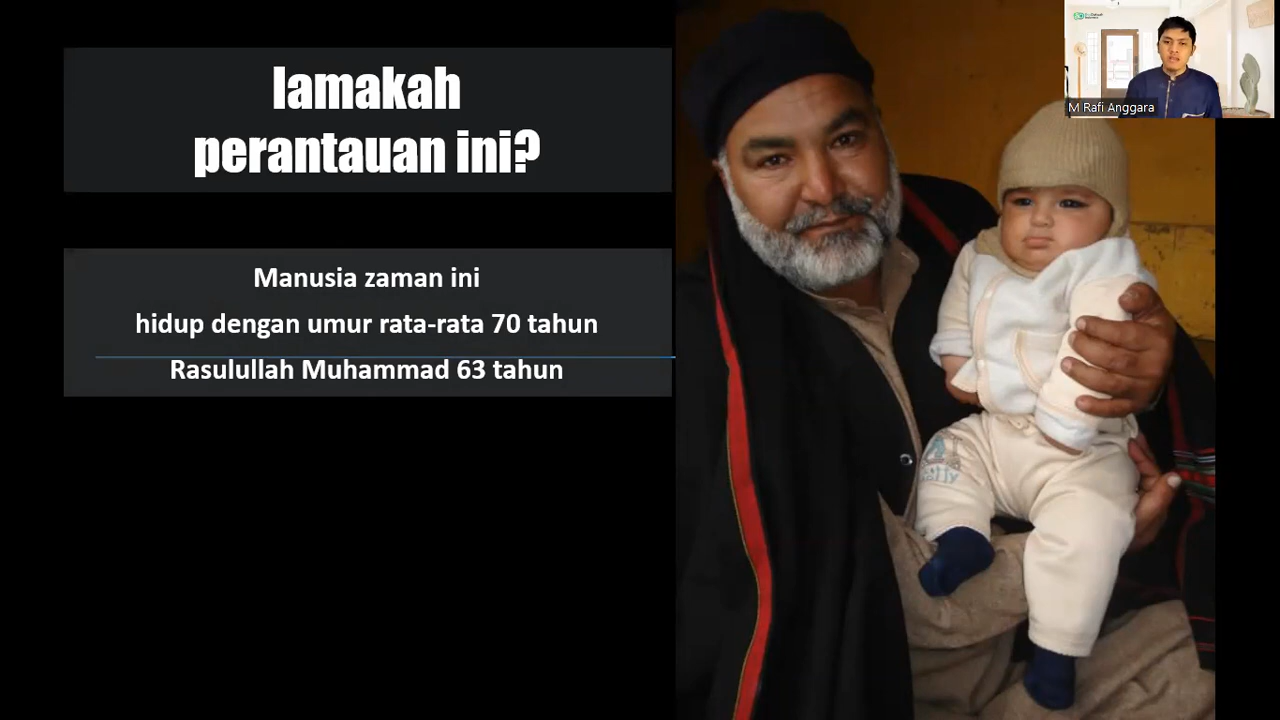 lamakah
perantauan ini?
Manusia zaman ini
hidup dengan umur rata-rata 70 tahun
Rasulullah Muhammad 63 tahun
M Rafi Anggara